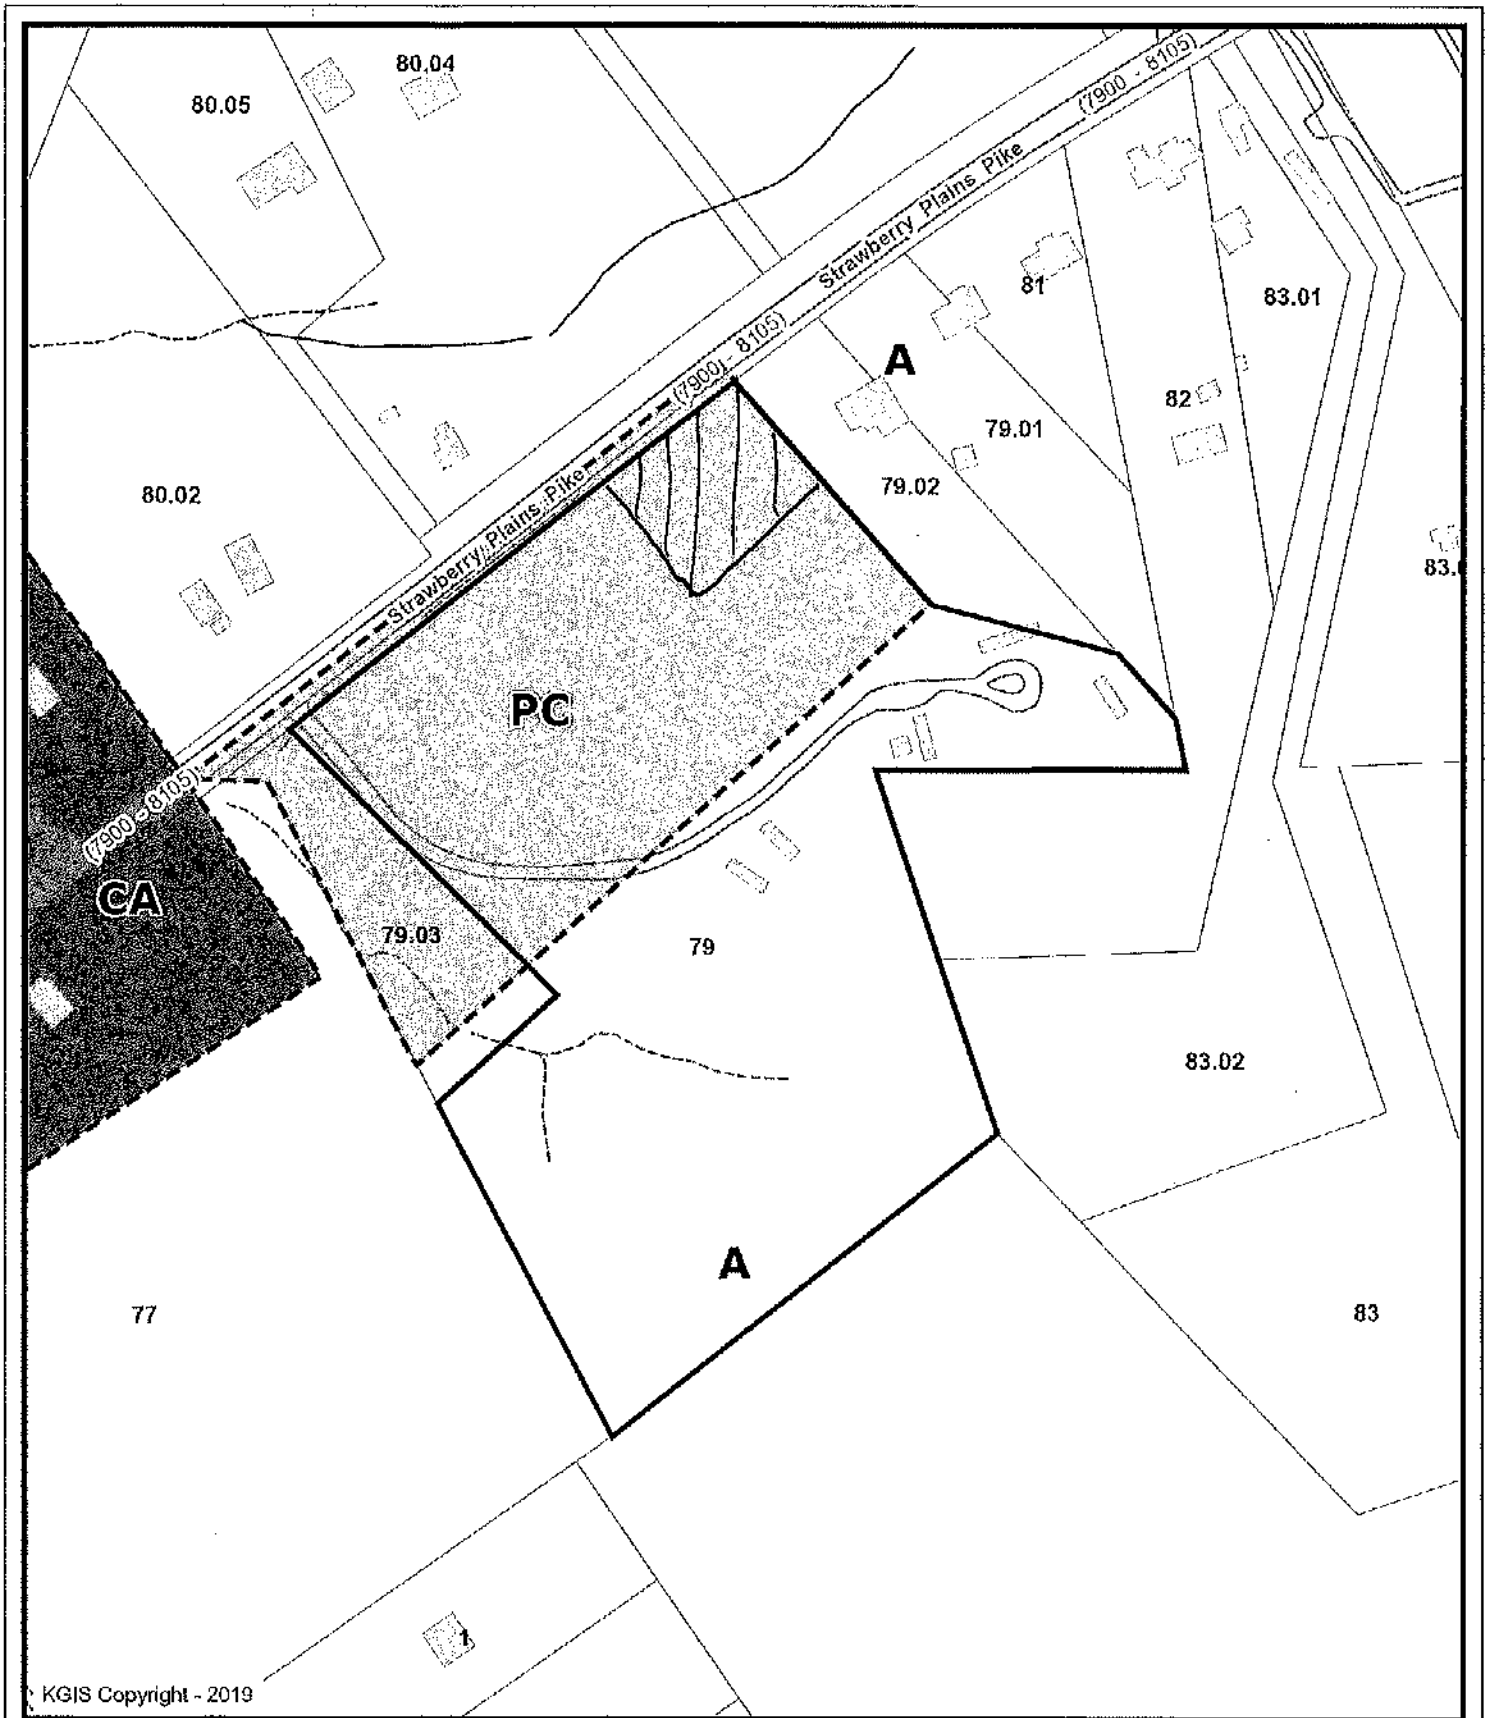 80.04
80.05
(7900 - 8105)
Strawberry Plains Pike
81
83.01
(7900) - 8105)
A
82
79.01
79.02
80.02
Strawberry Plains Pike
PC
(7900 - 8105)
CA
79.03
79
83.02
A
77
83
1
KGIS Copyright - 2019